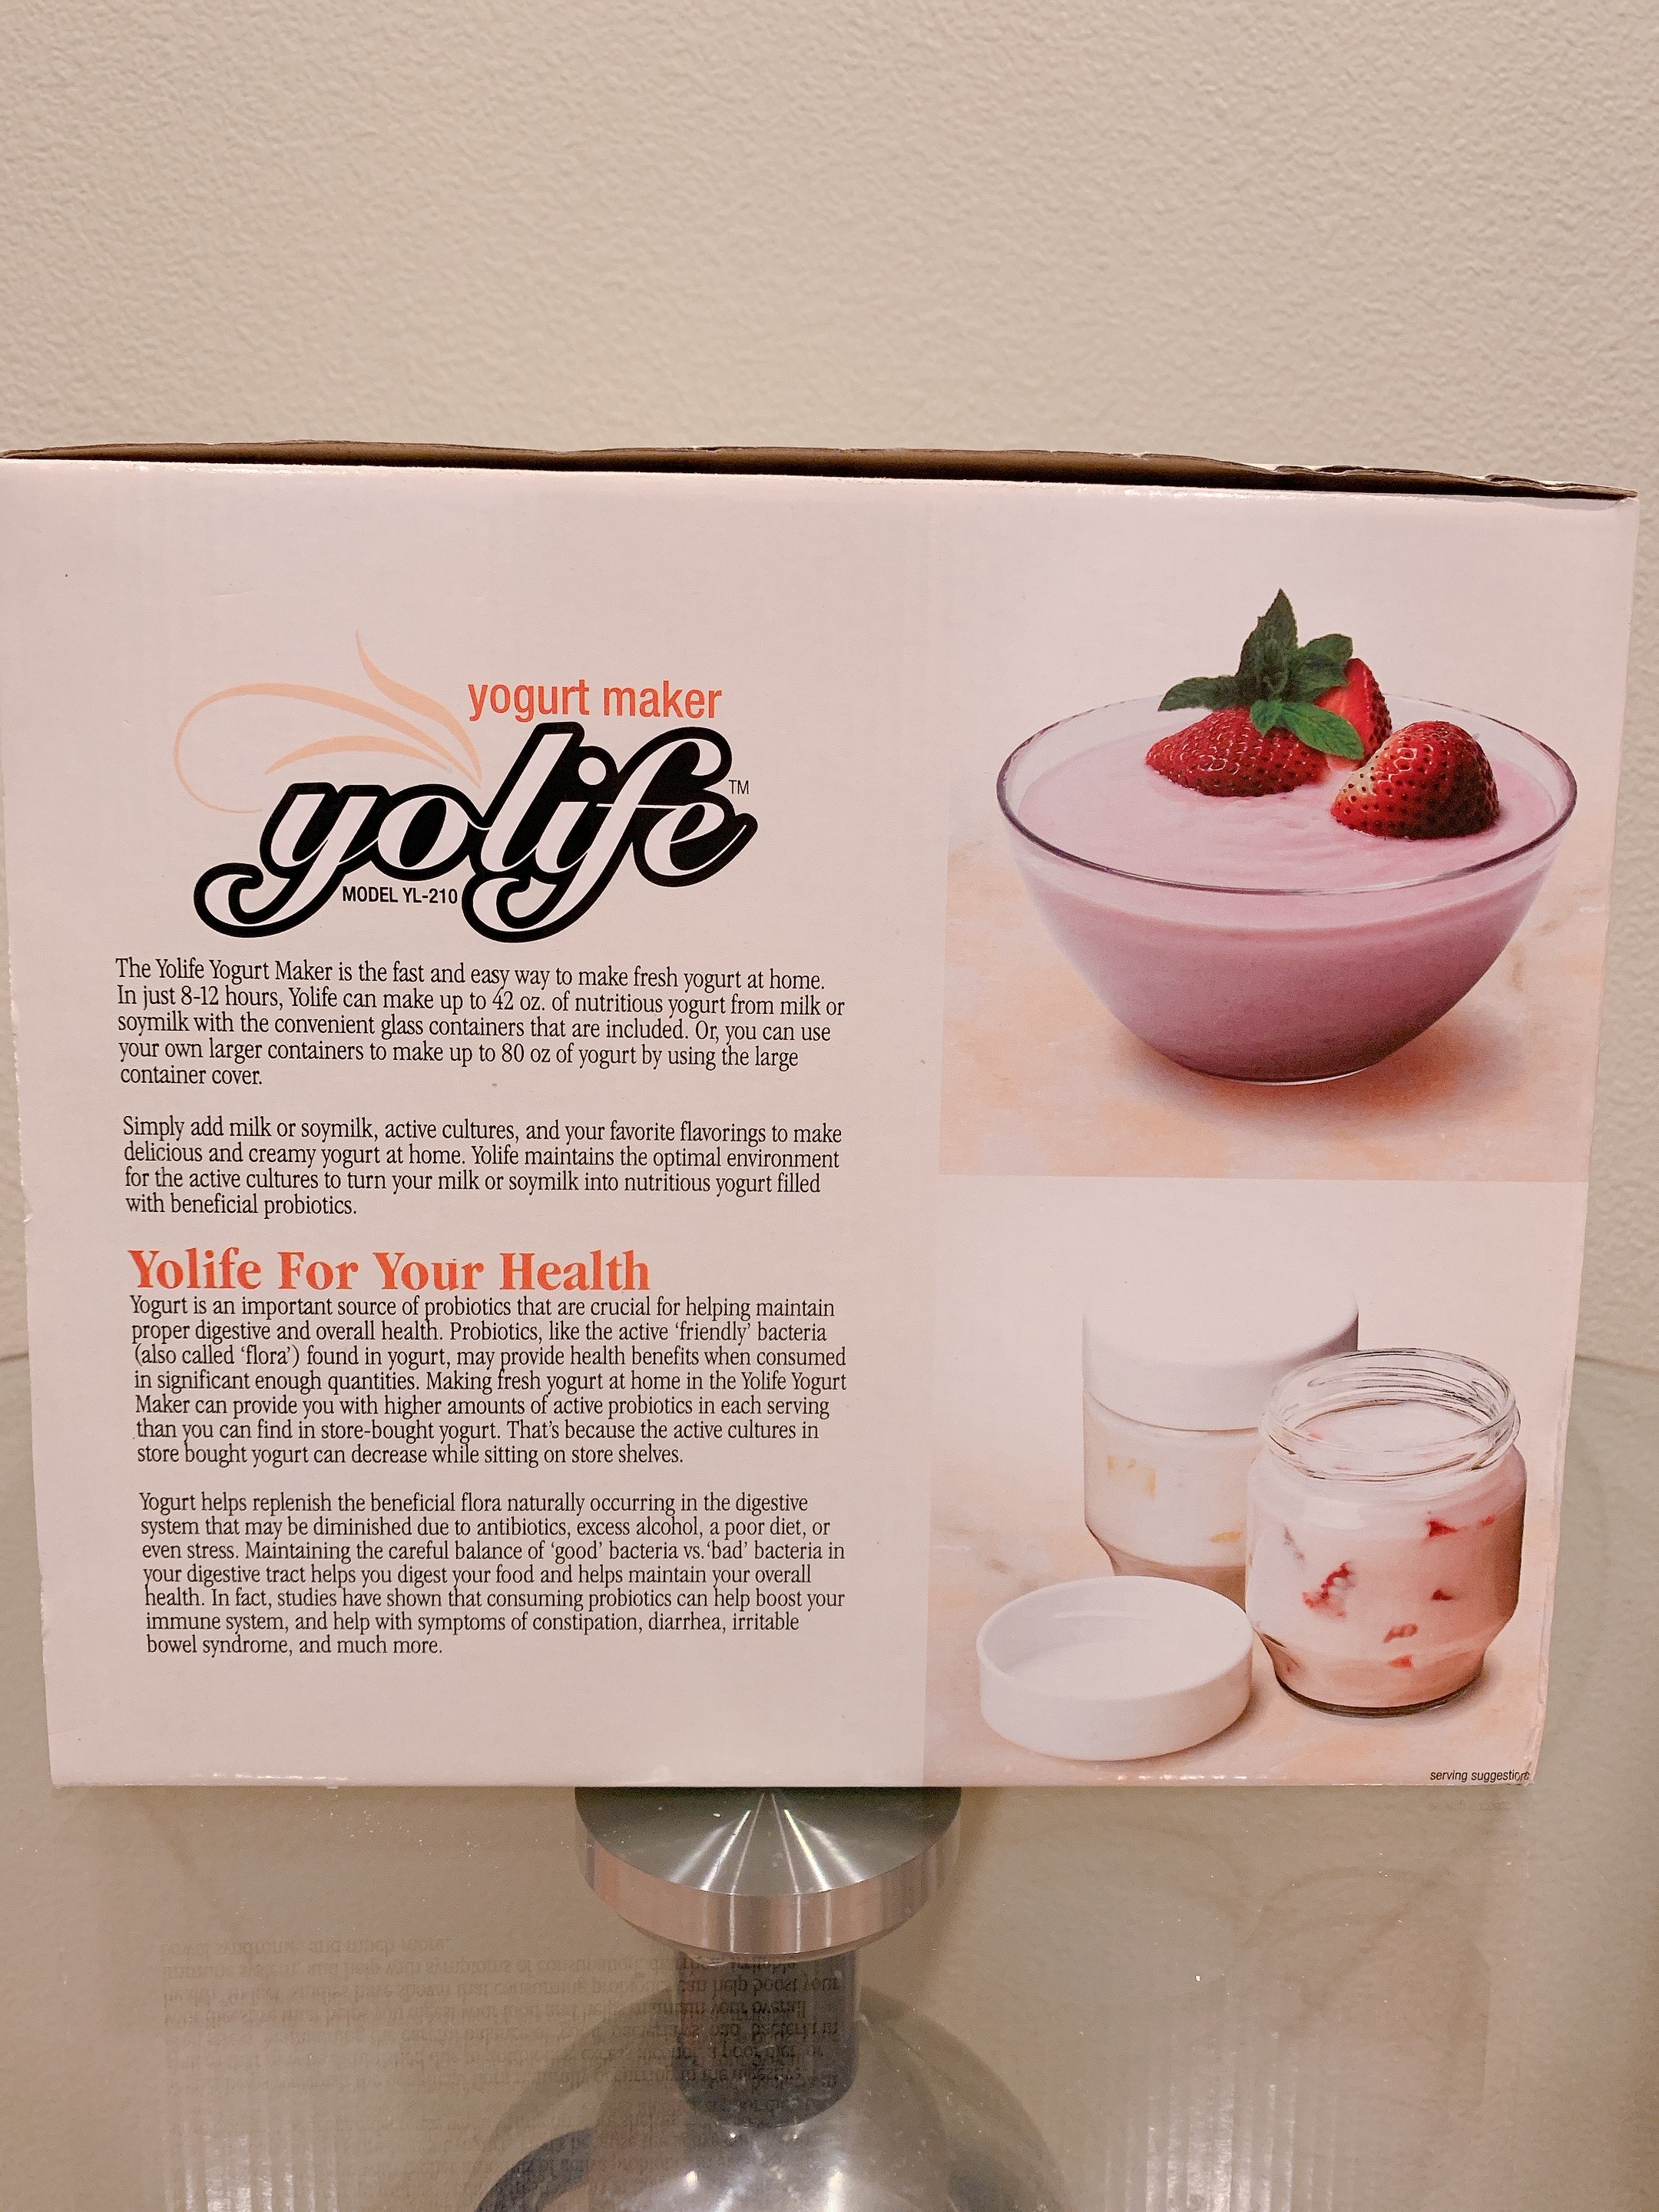 yogurt maker
yolife™
MODEL YL-210
The Yolife Yogurt Maker is the fast and easy way to make fresh yogurt at home.
In just 8-12 hours, Yolife can make up to 42 oz. of nutritious yogurt from milk or
soymilk with the convenient glass containers that are included. Or, you can use
your own larger containers to make up to 80 oz of yogurt by using the large
container cover.
Simply add milk or soymilk, active cultures, and your favorite flavorings to make
delicious and creamy yogurt at home. Yolife maintains the optimal environment
for the active cultures to turn your milk or soymilk into nutritious yogurt filled
with beneficial probiotics.
Yolife For Your Health
Yogurt is an important source of probiotics that are crucial for helping maintain
proper digestive and overall health. Probiotics, like the active ‘friendly’ bacteria
(also called ‘flora’) found in yogurt, may provide health benefits when consumed
in significant enough quantities. Making fresh yogurt at home in the Yolife Yogurt
Maker can provide you with higher amounts of active probiotics in each serving
than you can find in store-bought yogurt. That’s because the active cultures in
store bought yogurt can decrease while sitting on store shelves.
Yogurt helps replenish the beneficial flora naturally occurring in the digestive
system that may be diminished due to antibiotics, excess alcohol, a poor diet, or
even stress. Maintaining the careful balance of ‘good’ bacteria vs.‘bad’ bacteria in
your digestive tract helps you digest your food and helps maintain your overall
health. In fact, studies have shown that consuming probiotics can help boost your
immune system, and help with symptoms of constipation, diarrhea, irritable
bowel syndrome, and much more.
serving suggestions